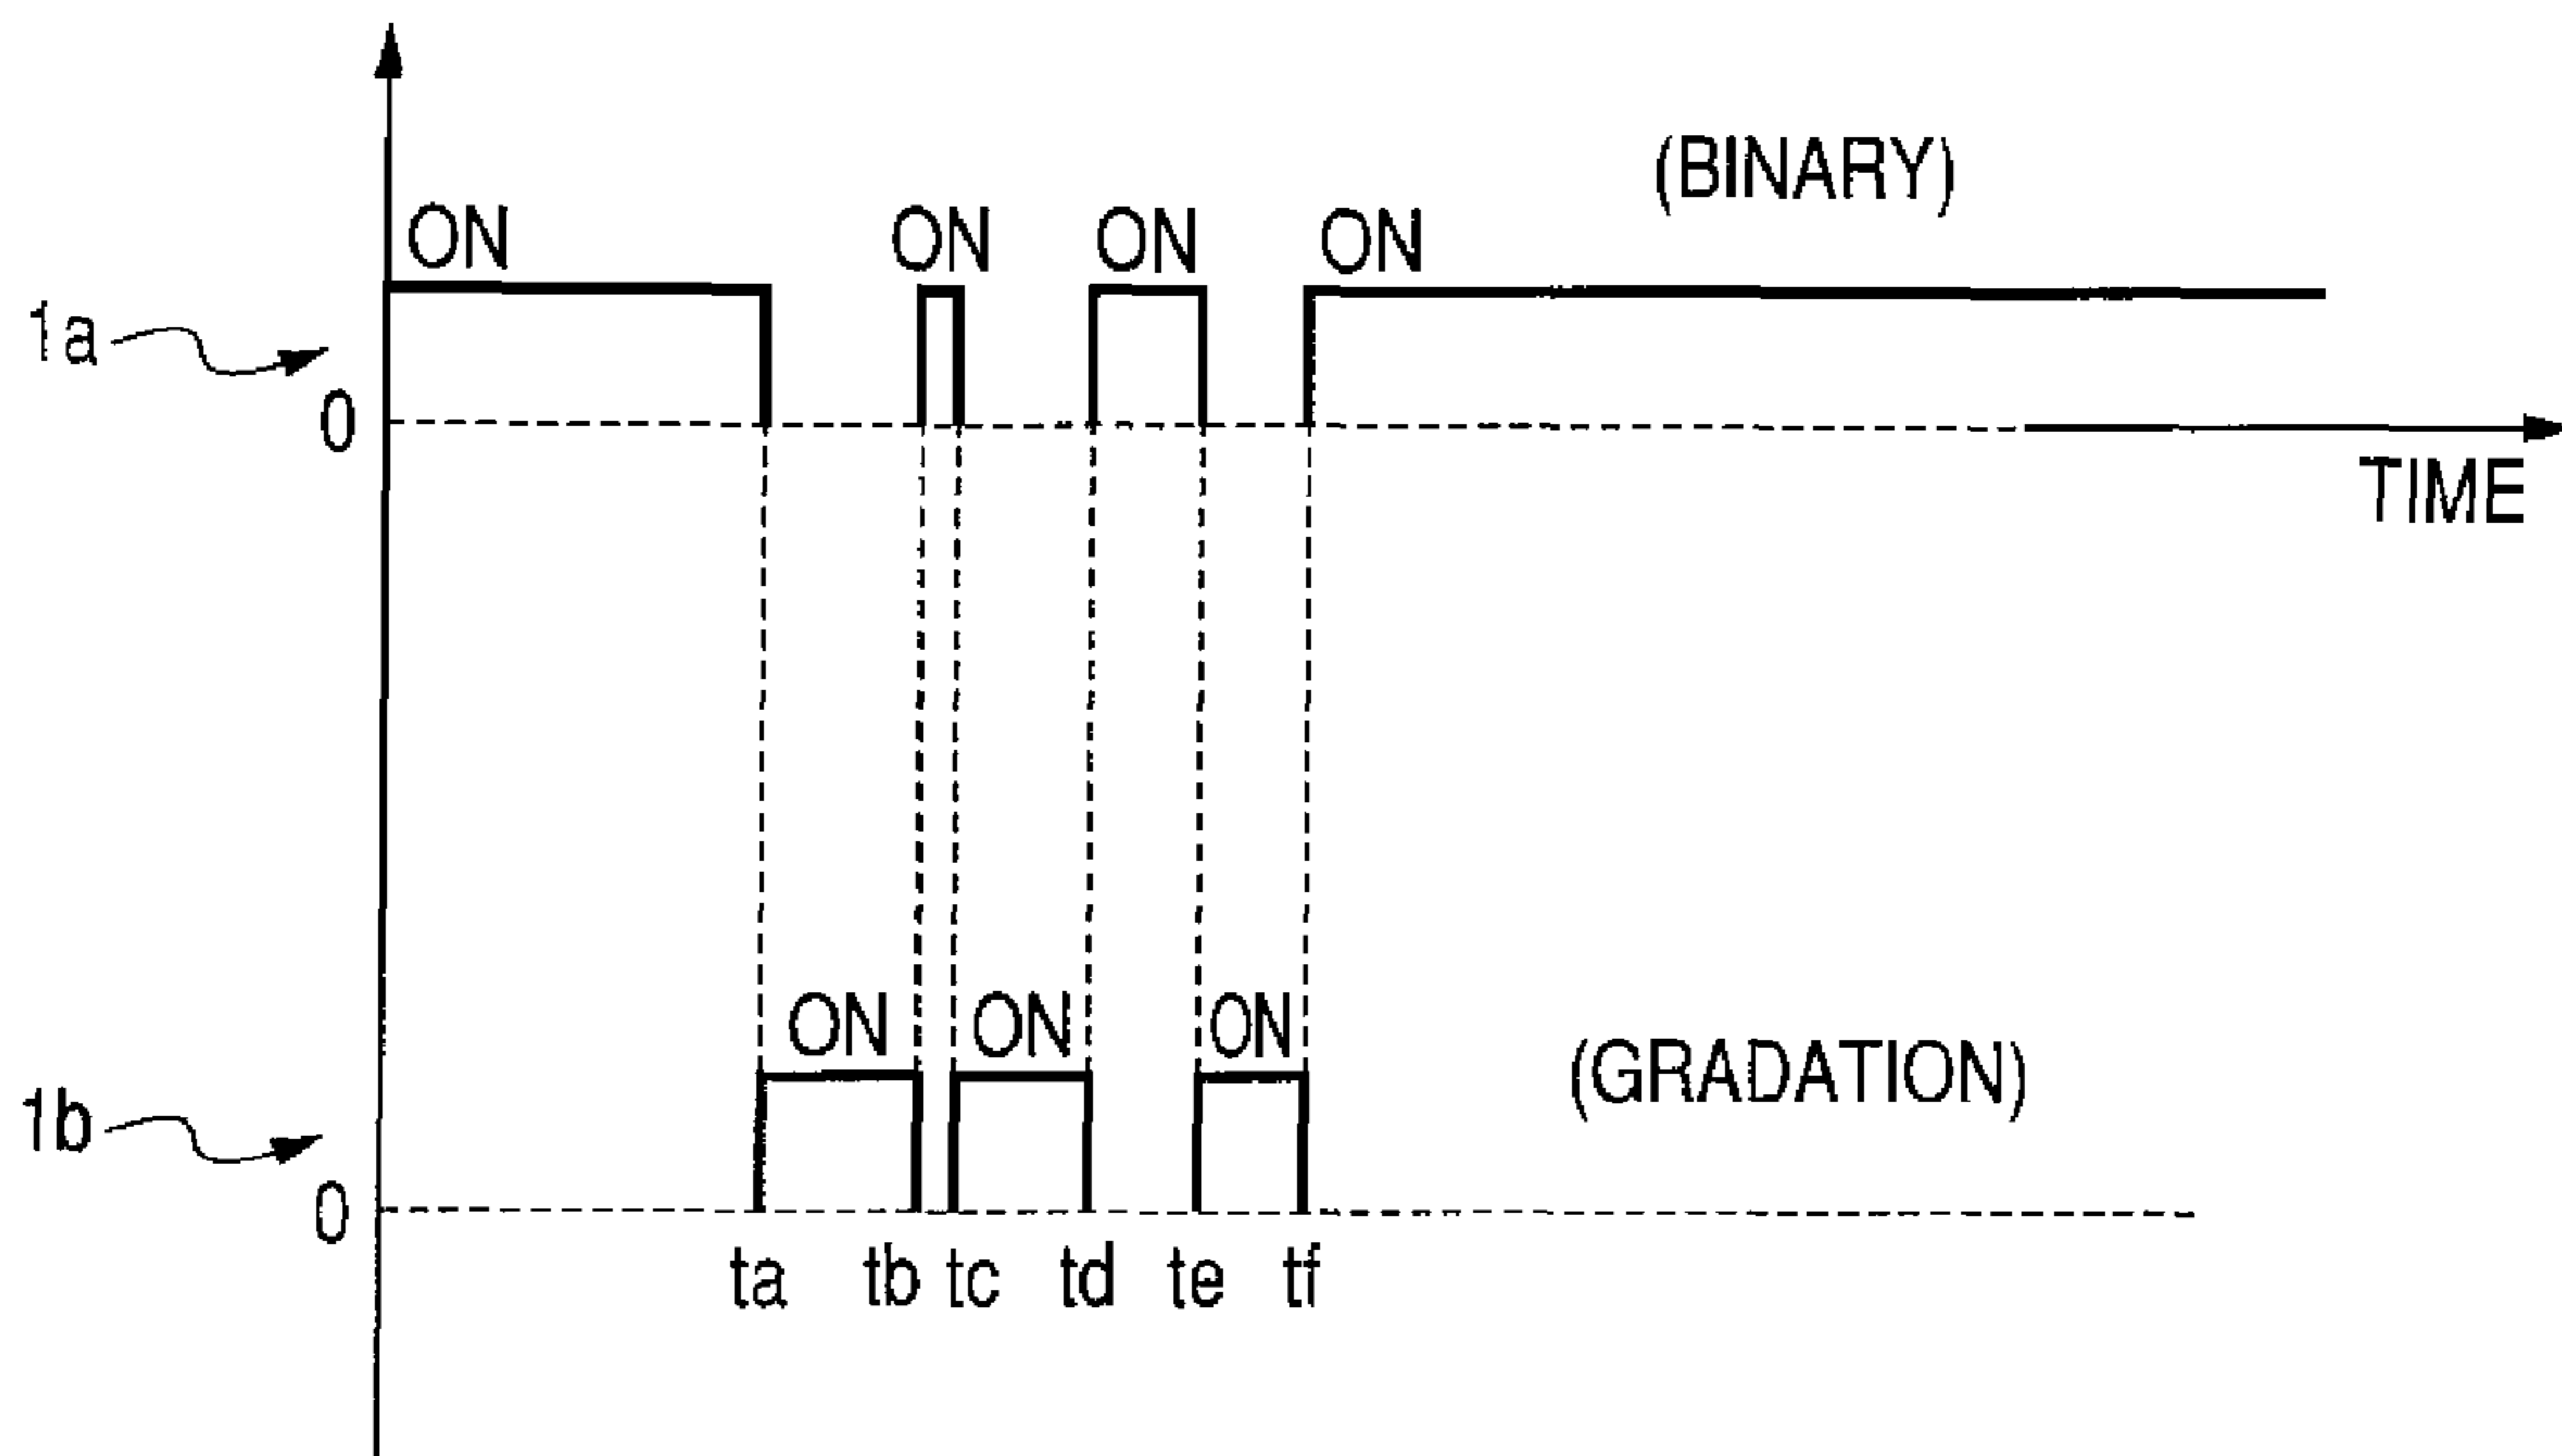 (BINARY)
ON ON ON ON
1a
0
TIME
ON ON ON
(GRADATION)
1b
0
ta tb tc td te tf